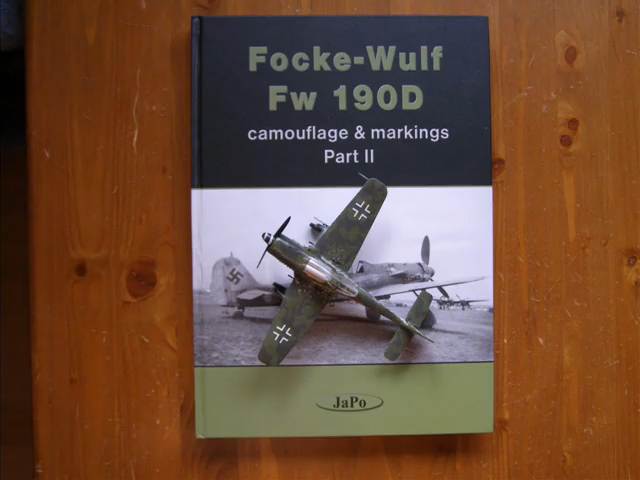 Focke-Wulf
Fw 190D
camouflage & markings
Part II
JaPo